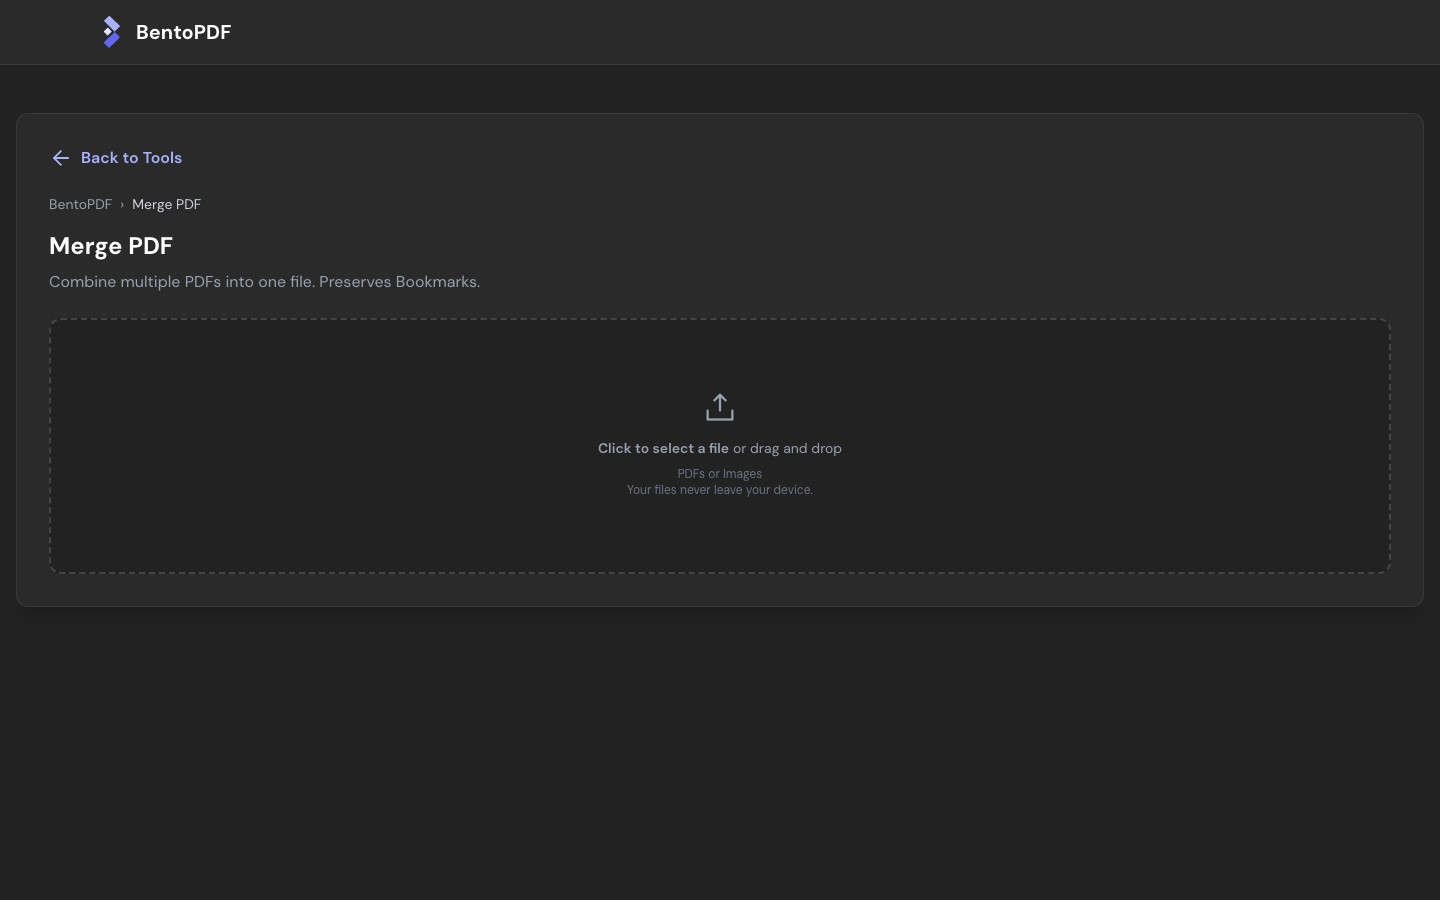 BentoPDF
Back to Tools
BentoPDF › Merge PDF
Merge PDF
Combine multiple PDFs into one file. Preserves Bookmarks.
Click to select a file or drag and drop
PDFs or Images
Your files never leave your device.